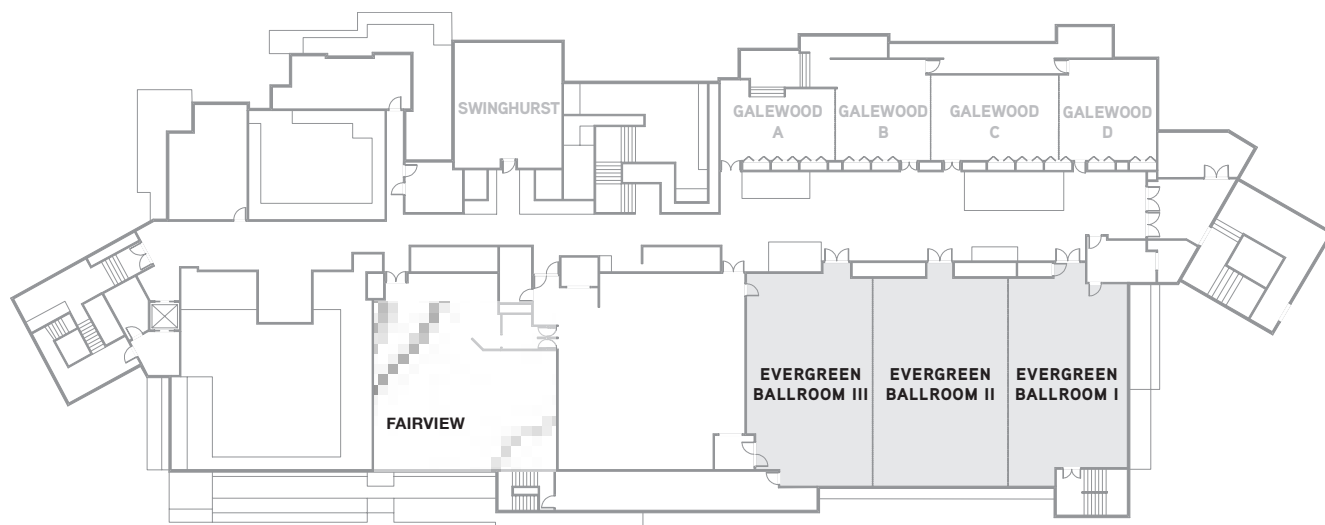 SWINGHURST
GALEWOOD
A
GALEWOOD
B
GALEWOOD
C
GALEWOOD
D
EVERGREEN
BALLROOM III
EVERGREEN
BALLROOM II
EVERGREEN
BALLROOM I
FAIRVIEW